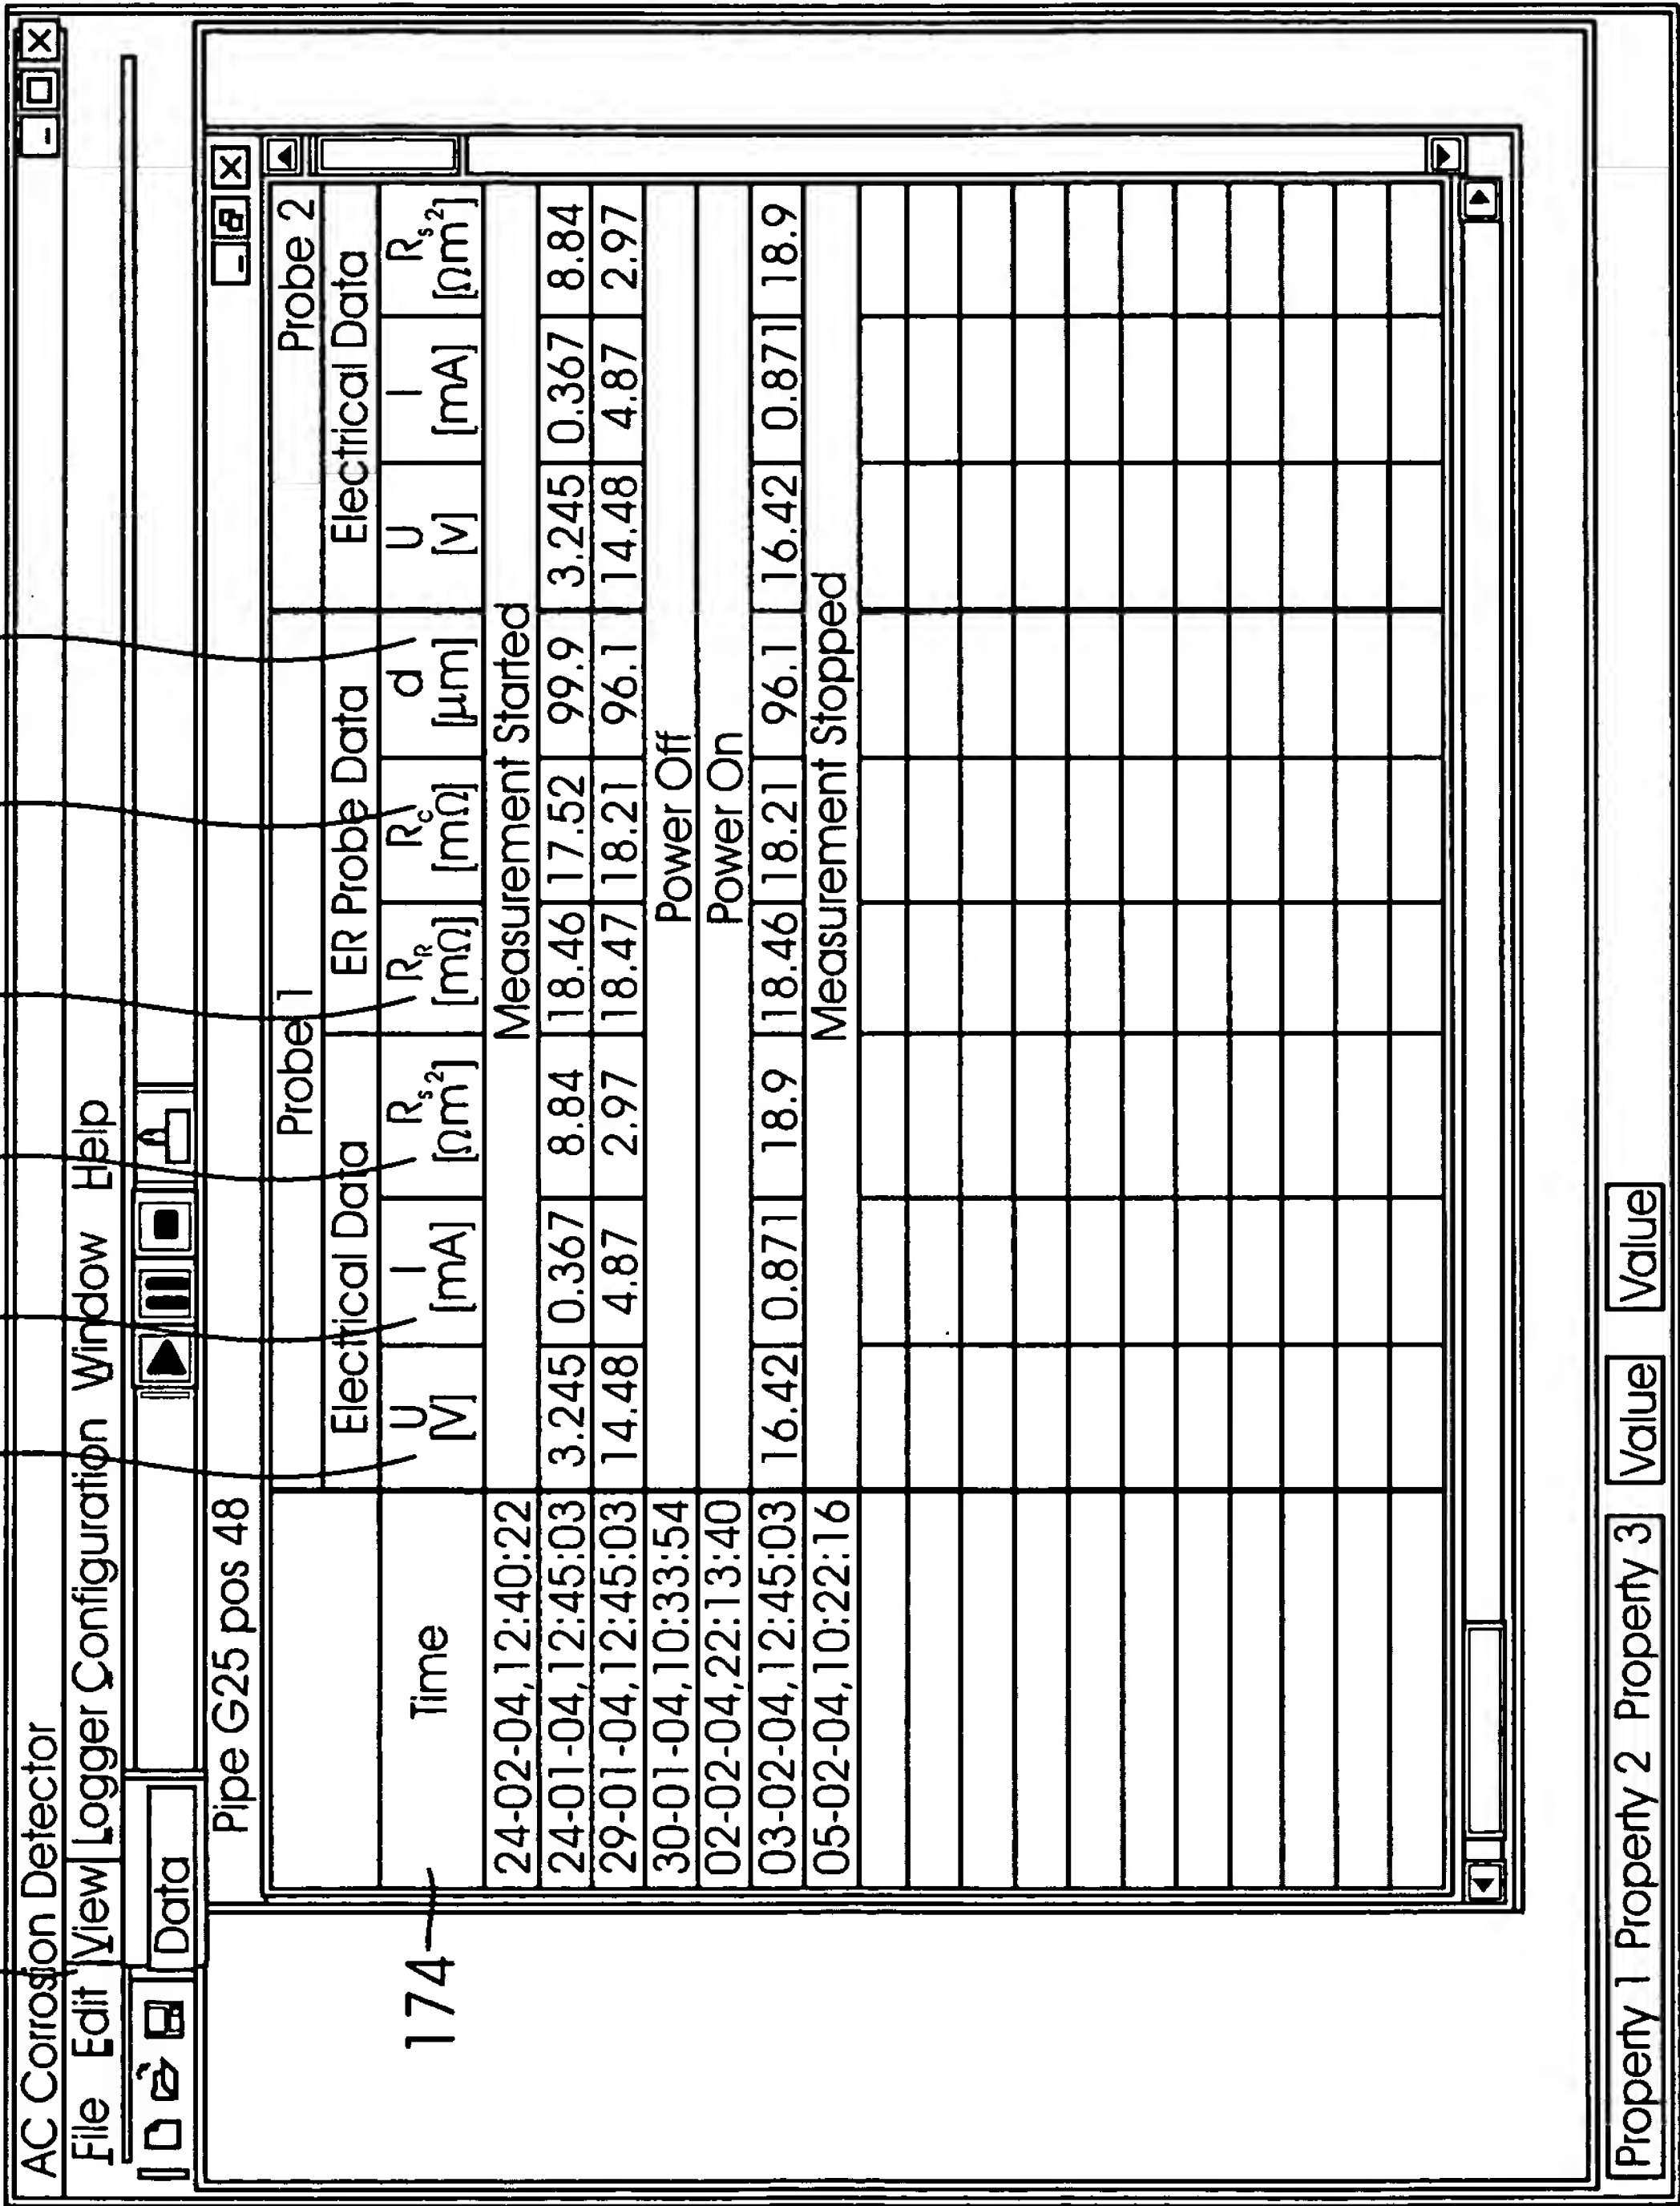 AC Corrosion Detector
File Edit View Logger Configuration Window Help
Data
Pipe G25 pos 48
Probe 1 Probe 2
Electrical Data ER Probe Data Electrical Data
Time U [V] I [mA] Rs [Ωm²] RR [mΩ] Rc [mΩ] d [µm] U [V] I [mA] Rs [Ωm²]
24-02-04,12:40:22 Measurement Started
24-01-04,12:45:03 3.245 0.367 8.84 18.46 17.52 99.9 3.245 0.367 8.84
29-01-04,12:45:03 14.48 4.87 2.97 18.47 18.21 96.1 14.48 4.87 2.97
30-01-04,10:33:54 Power Off
02-02-04,22:13:40 Power On
03-02-04,12:45:03 16.42 0.871 18.9 18.46 18.21 96.1 16.42 0.871 18.9
05-02-04,10:22:16 Measurement Stopped
174
Property 1 Property 2 Property 3 Value Value